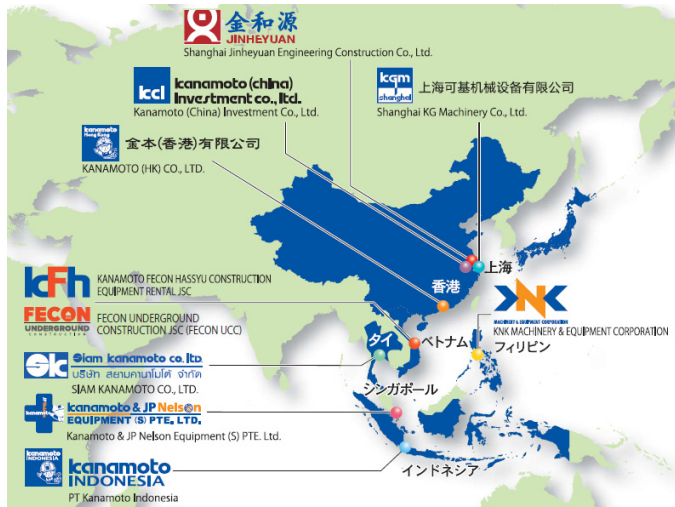 金和源
JINHEYUAN
Shanghai Jinheyuan Engineering Construction Co., Ltd.
kcl
kanamoto (china)
Investment co., ltd.
Kanamoto (China) Investment Co., Ltd.
kgm
shanghai
上海可基机械设备有限公司
Shanghai KG Machinery Co., Ltd.
kanamoto
Hong Kong
金本(香港)有限公司
KANAMOTO (HK) CO., LTD.
上海
香港
kFh
KANAMOTO FECON HASSYU CONSTRUCTION
EQUIPMENT RENTAL JSC
FECON
UNDERGROUND
CONSTRUCTION
FECON UNDERGROUND
CONSTRUCTION JSC (FECON UCC)
KNK
MACHINERY & EQUIPMENT CORPORATION
KNK MACHINERY & EQUIPMENT CORPORATION
フィリピン
タイ
ベトナム
sk
Siam kanamoto co. ltd.
บริษัท สยามคานาโมโต้ จำกัด
SIAM KANAMOTO CO., LTD.
シンガポール
kanamoto
kanamoto & JP Nelson
EQUIPMENT (S) PTE. LTD.
Kanamoto & JP Nelson Equipment (S) PTE. Ltd.
kanamoto
INDONESIA
kanamoto
INDONESIA
PT Kanamoto Indonesia
インドネシア